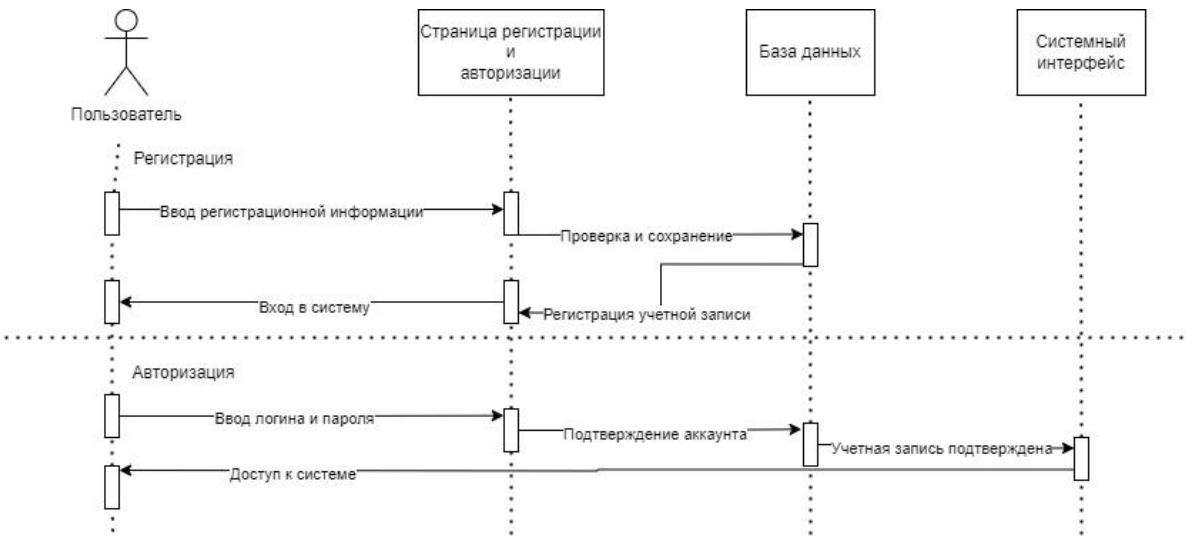 Страница регистрации
и
авторизации
База данных
Системный
интерфейс
Пользователь
Регистрация
Ввод регистрационной информации
Проверка и сохранение
Вход в систему
Регистрация учетной записи
Авторизация
Ввод логина и пароля
Подтверждение аккаунта
Учетная запись подтверждена
Доступ к системе